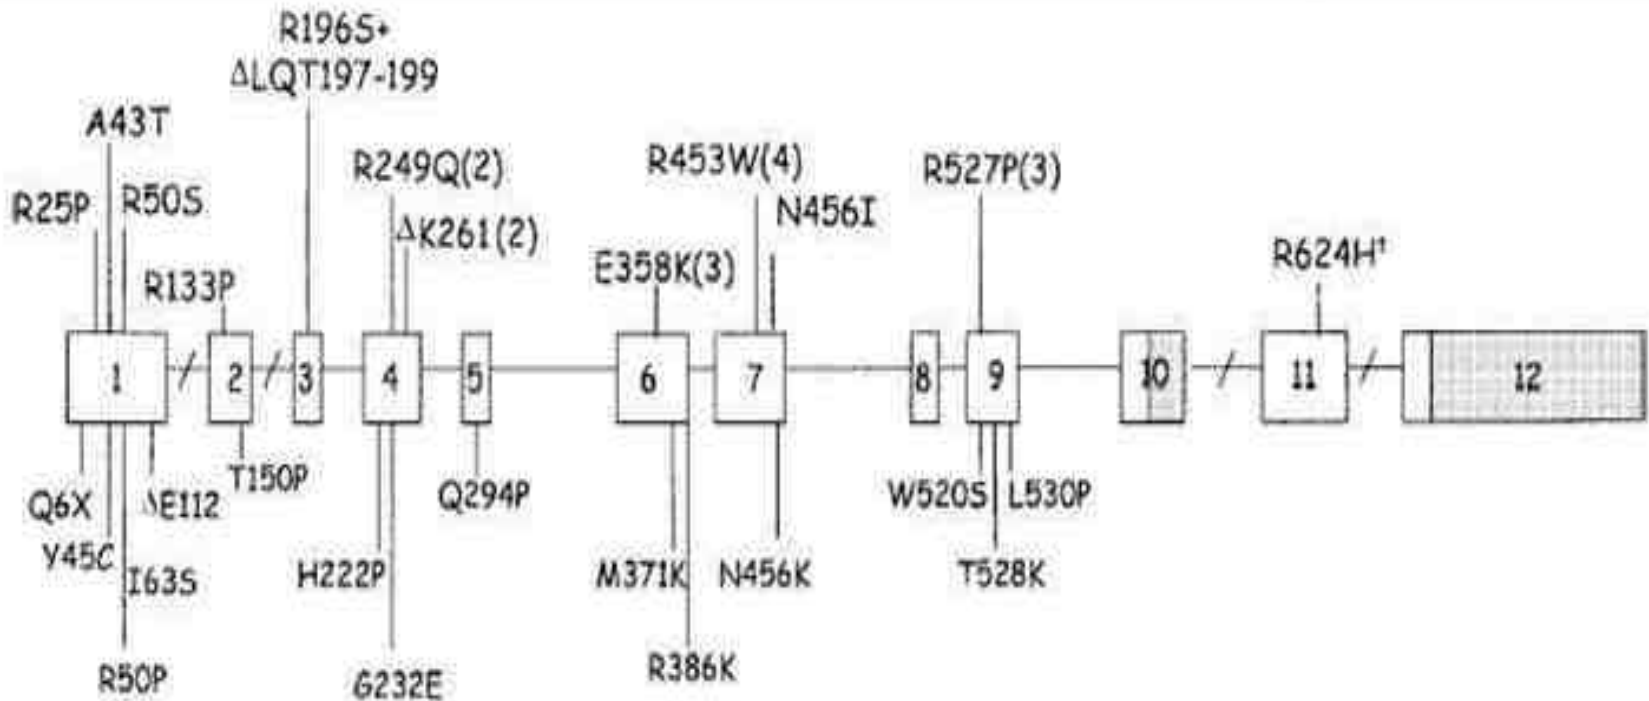 R196S+
ΔLQT197-199
A43T
R25P
R50S
R133P
R249Q(2)
ΔK261(2)
E358K(3)
R453W(4)
N456I
R527P(3)
R624H†
1
2
3
4
5
6
7
8
9
10
11
12
Q6X
ΔE112
T150P
Y45C
I63S
R50P
H222P
G232E
Q294P
M371K
N456K
R386K
W520S
L530P
T528K